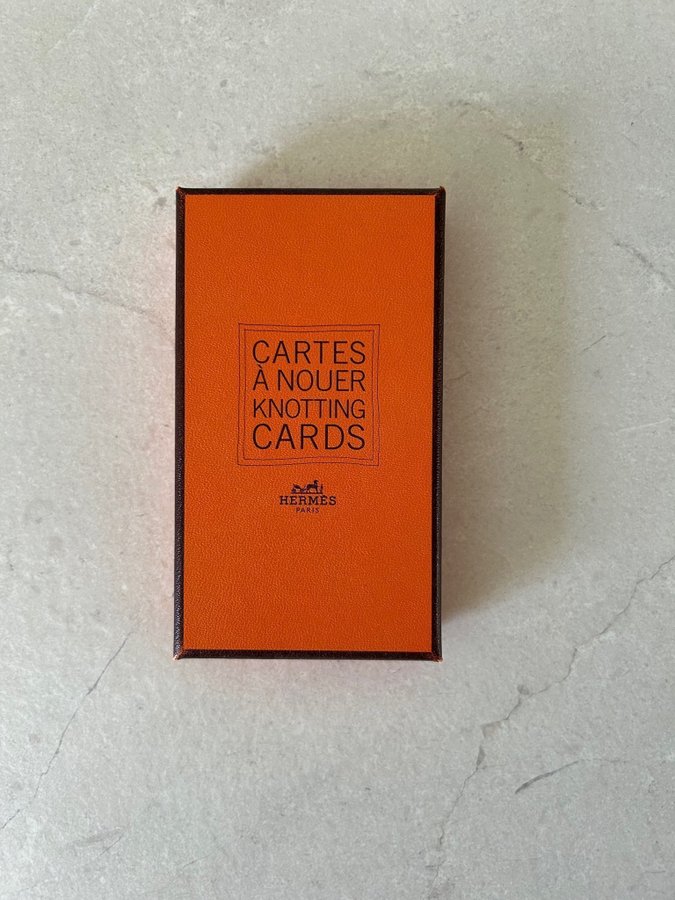 CARTES
À NOUER
KNOTTING
CARDS
HERMÈS
PARIS